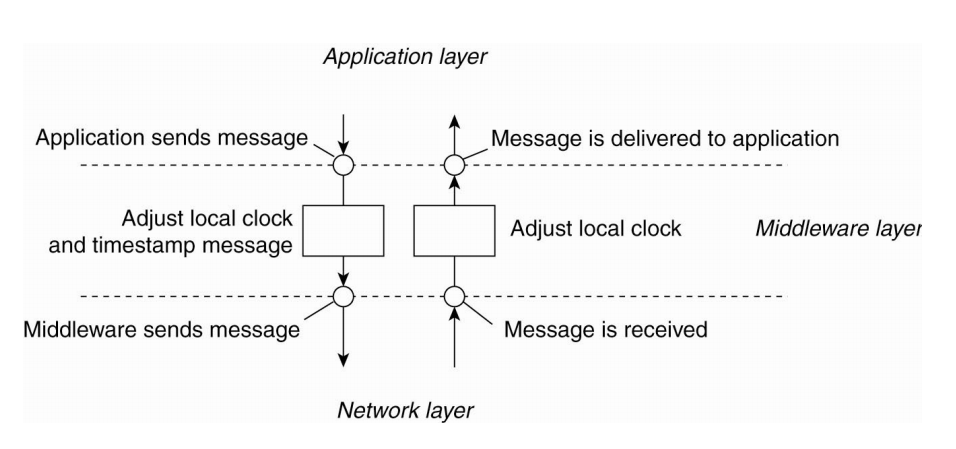 Application layer
Application sends message
Message is delivered to application
Adjust local clock
and timestamp message
Adjust local clock
Middleware layer
Middleware sends message
Message is received
Network layer